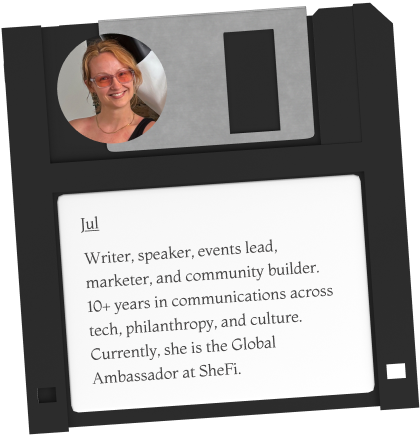 Jul
Writer, speaker, events lead,
marketer, and community builder.
10+ years in communications across
tech, philanthropy, and culture.
Currently, she is the Global
Ambassador at SheFi.